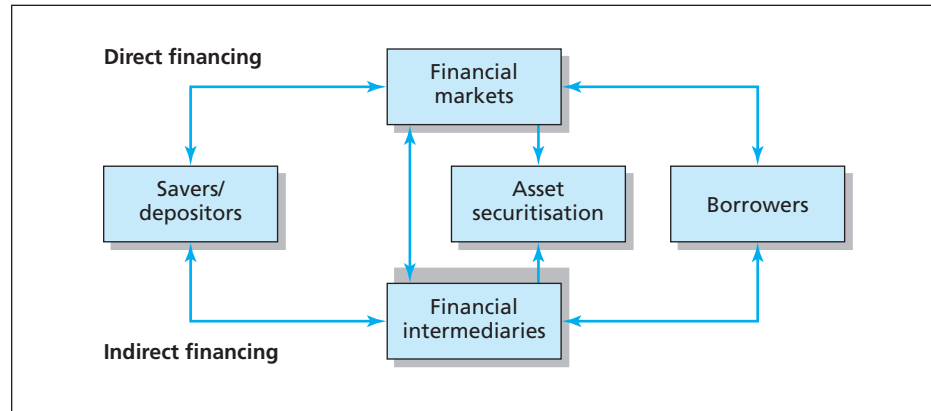 Direct financing
Financial
markets
Savers/
depositors
Asset
securitisation
Borrowers
Financial
intermediaries
Indirect financing